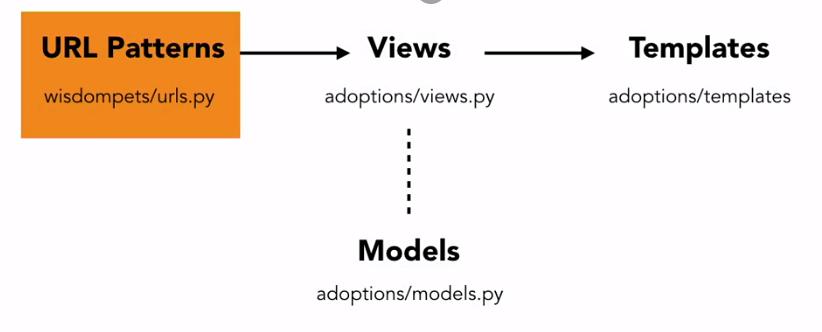 URL Patterns
wisdompets/urls.py
Views
adoptions/views.py
Templates
adoptions/templates
Models
adoptions/models.py